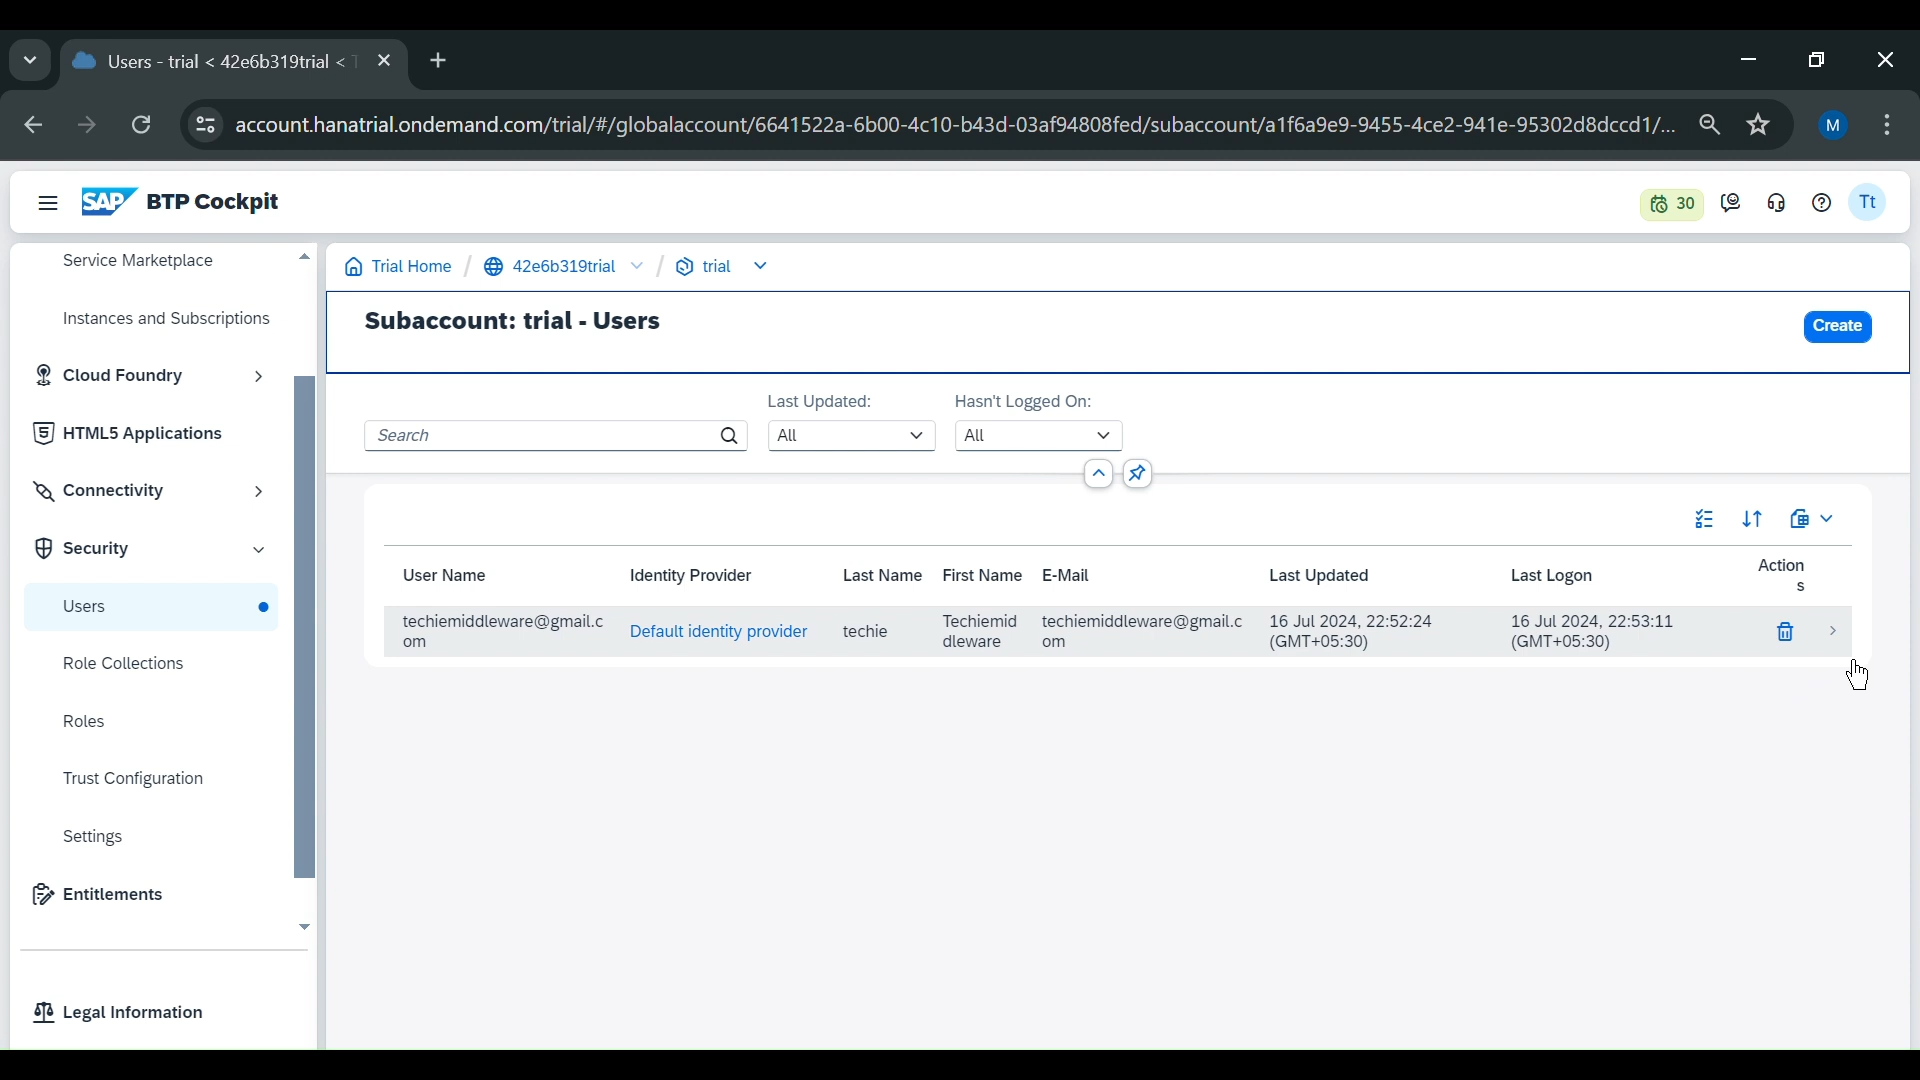 Users - trial < 42e6b319trial <
account.hanatrial.ondemand.com/trial/#/globalaccount/6641522a-6b00-4c10-b43d-03af94808fed/subaccount/a1f6a9e9-9455-4ce2-941e-95302d8dccd1/...
M
SAP BTP Cockpit
30
Tt
Service Marketplace
Instances and Subscriptions
Cloud Foundry
HTML5 Applications
Connectivity
Security
Users
Role Collections
Roles
Trust Configuration
Settings
Entitlements
Legal Information
Trial Home / 42e6b319trial / trial
Subaccount: trial - Users
Create
Last Updated: Hasn't Logged On:
Search All All
User Name Identity Provider Last Name First Name E-Mail Last Updated Last Logon Action
s
techiemiddleware@gmail.c Default identity provider techie Techiemid techiemiddleware@gmail.c 16 Jul 2024, 22:52:24 16 Jul 2024, 22:53:11
om dleware om (GMT+05:30) (GMT+05:30)